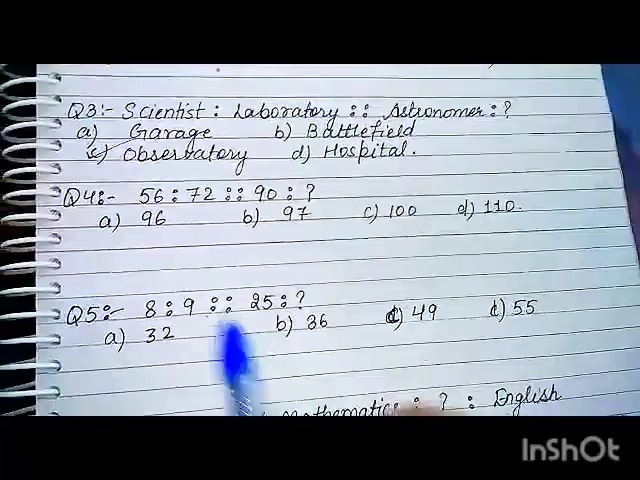 Q3:- Scientist : Laboratory :: Astronomer : ?
a) Garage b) Battlefield
c) Observatory d) Hospital.
Q4:- 56 : 72 :: 90 : ?
a) 96 b) 97 c) 100 d) 110.
Q5:- 8 : 9 :: 25 : ?
a) 32 b) 36 c) 49 d) 55
Mathematics : ? : English
InShOt